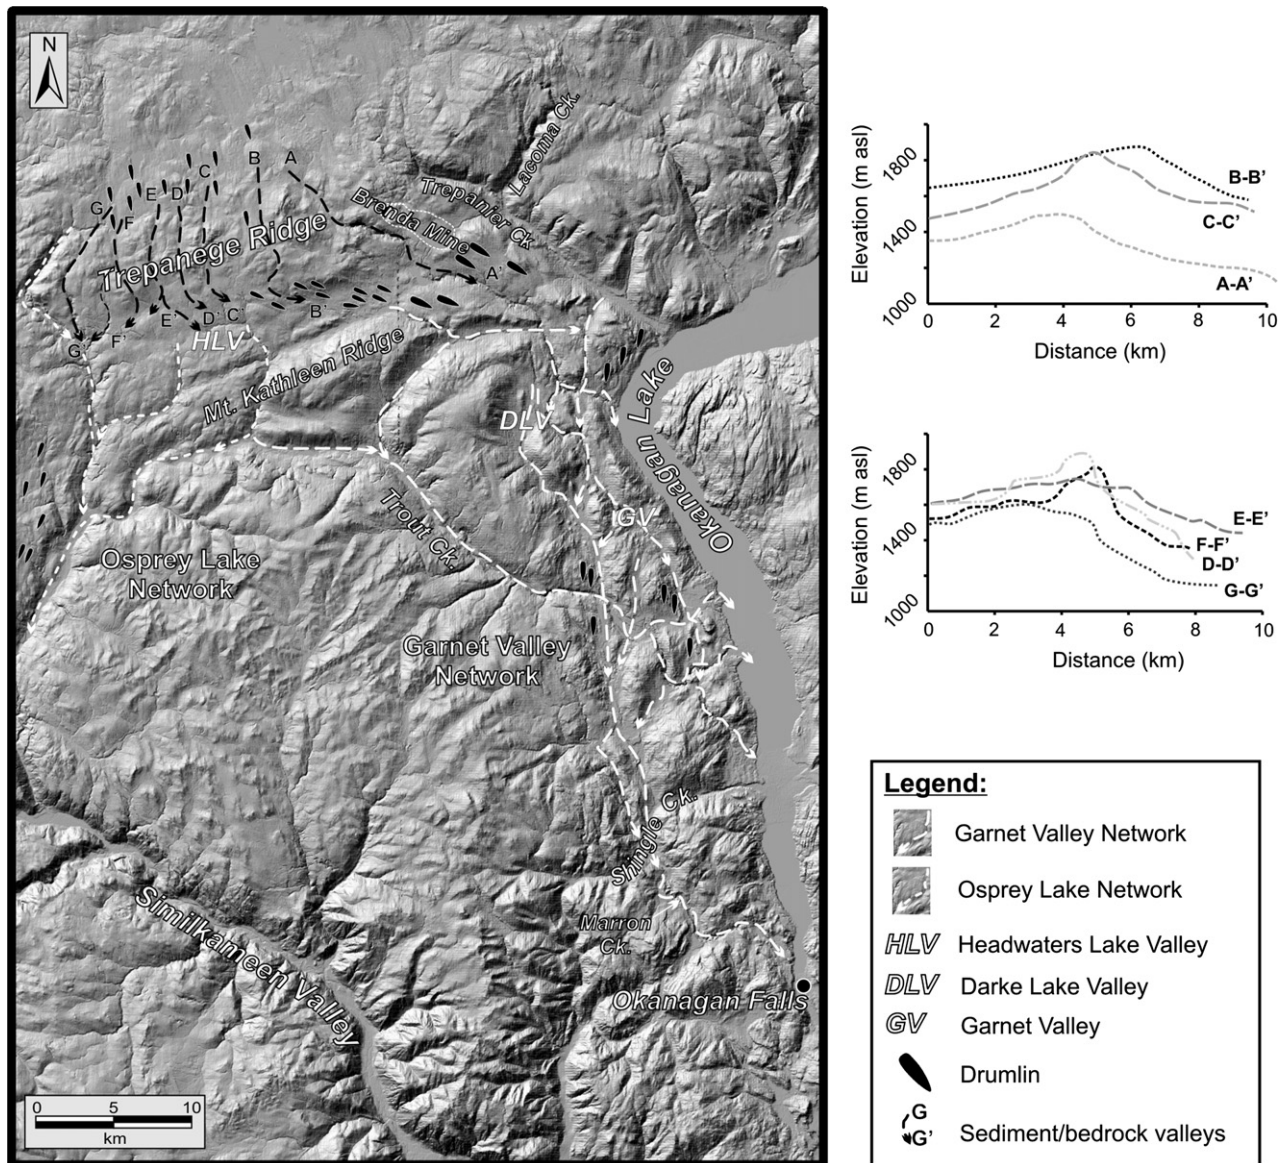 N
Lacoma Ck.
Trepanier Ck.
Brenda Mine
A
B
C
D
E
F
G
Trepanege Ridge
A'
B'
C'
D'
E'
F'
G'
HLV
Mt. Kathleen Ridge
DLV
Okanagan Lake
GV
Trout Ck.
Osprey Lake
Network
Garnet Valley
Network
Shingle Ck.
Marron
Ck.
Similkameen Valley
Okanagan Falls
0 5 10
km
Elevation (m asl)
1800
1400
1000
B-B'
C-C'
A-A'
0 2 4 6 8 10
Distance (km)
Elevation (m asl)
1800
1400
1000
E-E'
F-F'
D-D'
G-G'
0 2 4 6 8 10
Distance (km)
Legend:
Garnet Valley Network
Osprey Lake Network
HLV Headwaters Lake Valley
DLV Darke Lake Valley
GV Garnet Valley
Drumlin
G
G' Sediment/bedrock valleys